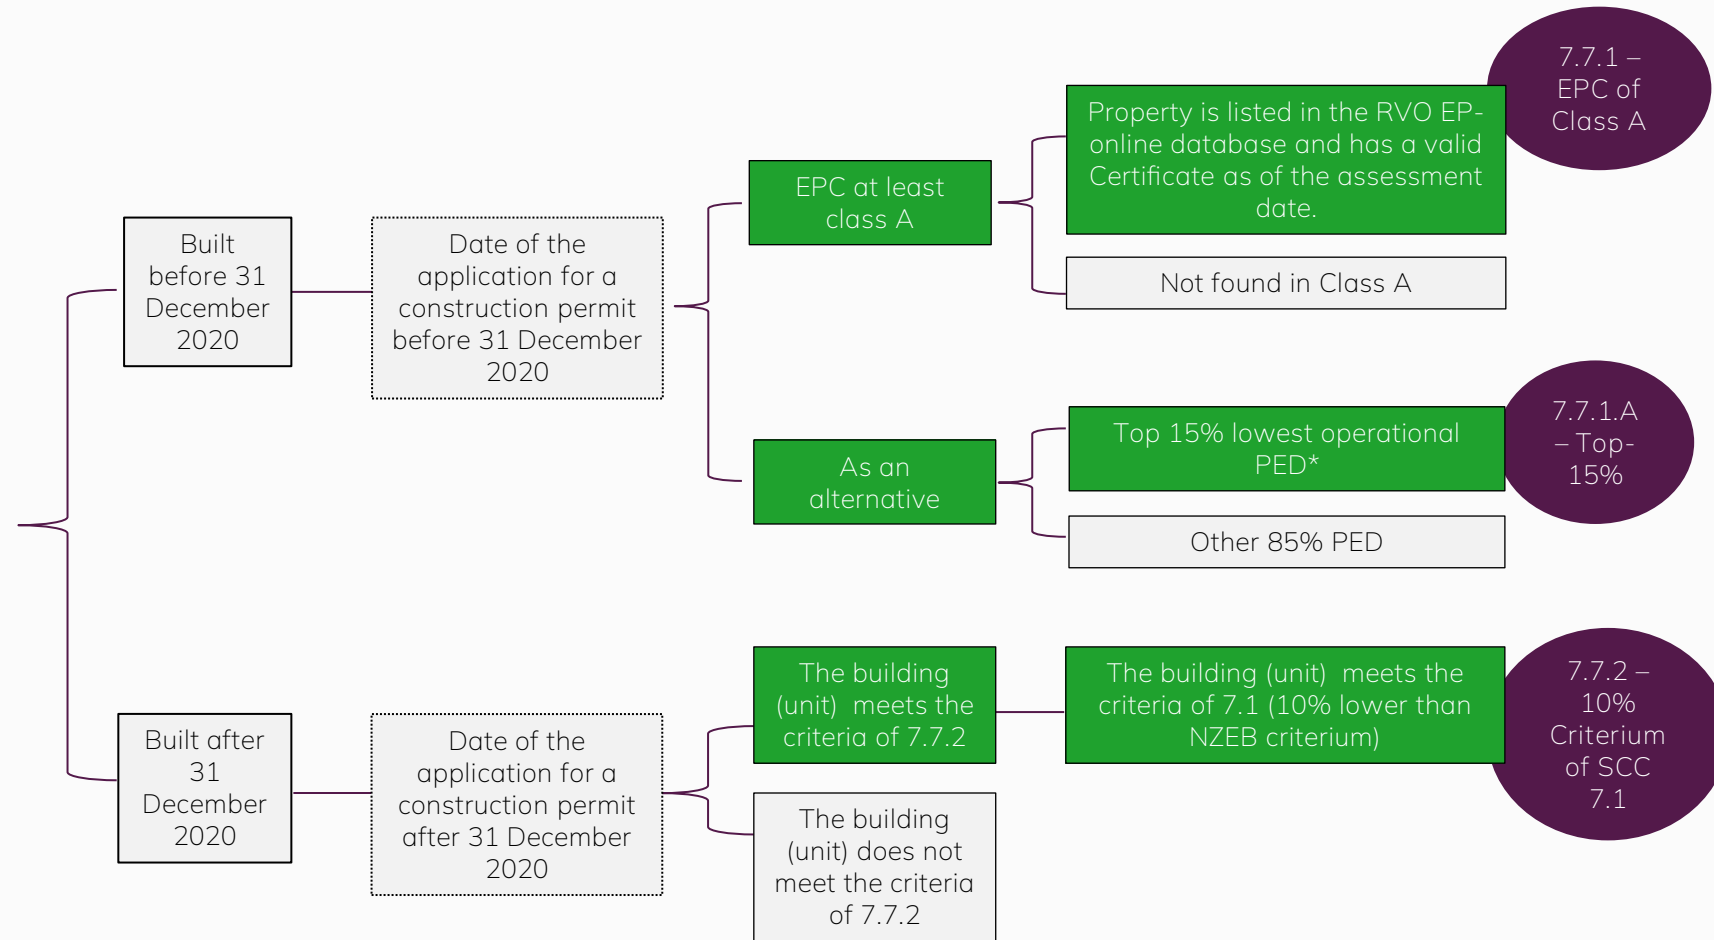 Built
before 31
December
2020
Date of the
application for a
construction permit
before 31 December
2020
EPC at least
class A
Property is listed in the RVO EP-
online database and has a valid
Certificate as of the assessment
date.
7.7.1 –
EPC of
Class A
Not found in Class A
As an
alternative
Top 15% lowest operational
PED*
7.7.1.A
– Top-
15%
Other 85% PED
Built after
31
December
2020
Date of the
application for a
construction permit
after 31 December
2020
The building
(unit)  meets the
criteria of 7.7.2
The building (unit)  meets the
criteria of 7.1 (10% lower than
NZEB criterium)
7.7.2 –
10%
Criterium
of SCC
7.1
The building
(unit) does not
meet the criteria
of 7.7.2